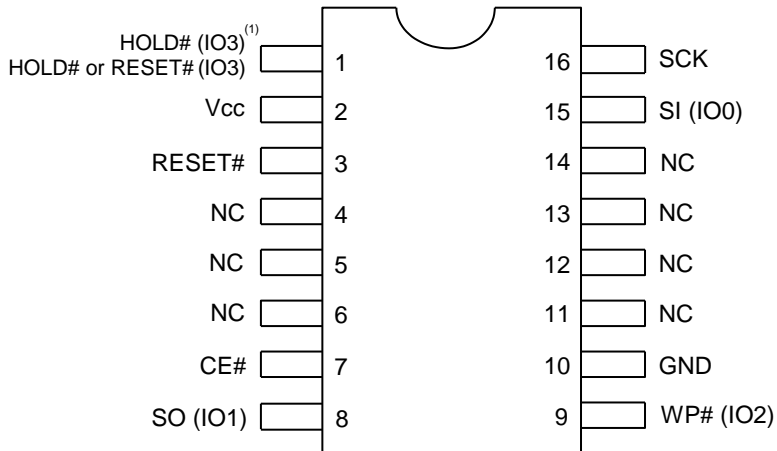 HOLD# (IO3)(1)
HOLD# or RESET# (IO3) 1 16 SCK
Vcc 2 15 SI (IO0)
RESET# 3 14 NC
NC 4 13 NC
NC 5 12 NC
NC 6 11 NC
CE# 7 10 GND
SO (IO1) 8 9 WP# (IO2)